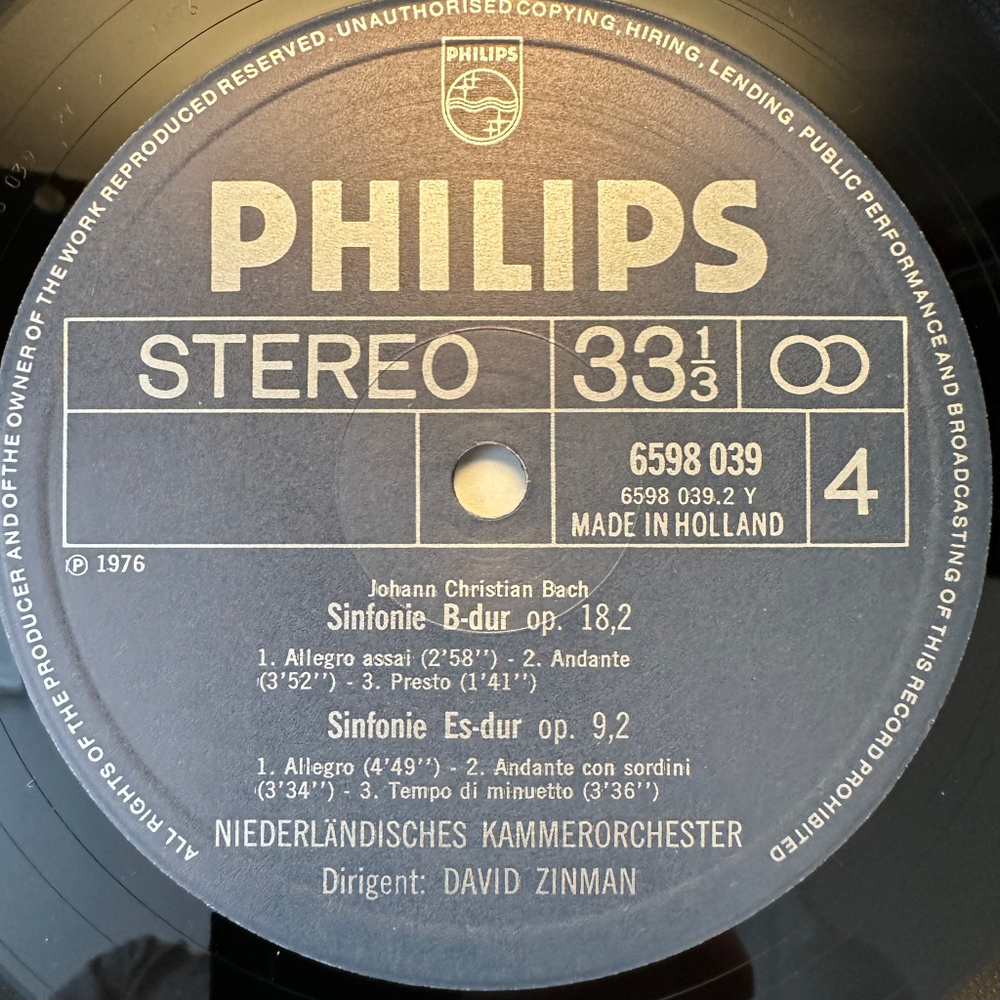 ALL RIGHTS OF THE PRODUCER AND OF THE OWNER OF THE WORK REPRODUCED RESERVED. UNAUTHORISED COPYING, HIRING, LENDING, PUBLIC PERFORMANCE AND BROADCASTING OF THIS RECORD PROHIBITED
PHILIPS
PHILIPS
STEREO 33 1/3
6598 039
6598 039.2 Y 4
MADE IN HOLLAND
℗ 1976
Johann Christian Bach
Sinfonie B-dur op. 18,2
1. Allegro assai (2'58'') - 2. Andante
(3'52'') - 3. Presto (1'41'')
Sinfonie Es-dur op. 9,2
1. Allegro (4'49'') - 2. Andante con sordini
(3'34'') - 3. Tempo di minuetto (3'36'')
NIEDERLÄNDISCHES KAMMERORCHESTER
Dirigent: DAVID ZINMAN